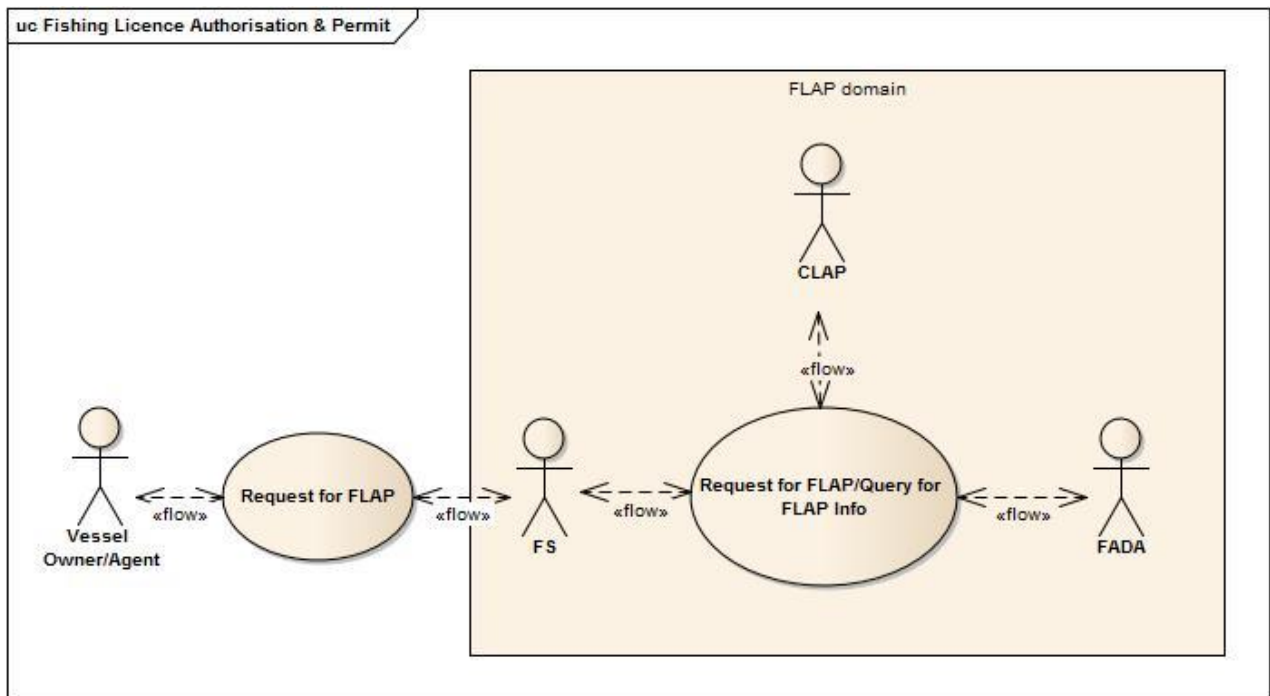 uc Fishing Licence Authorisation & Permit
FLAP domain
CLAP
«flow»
Vessel
Owner/Agent
«flow»
Request for FLAP
«flow»
FS
«flow»
Request for FLAP/Query for
FLAP Info
«flow»
FADA